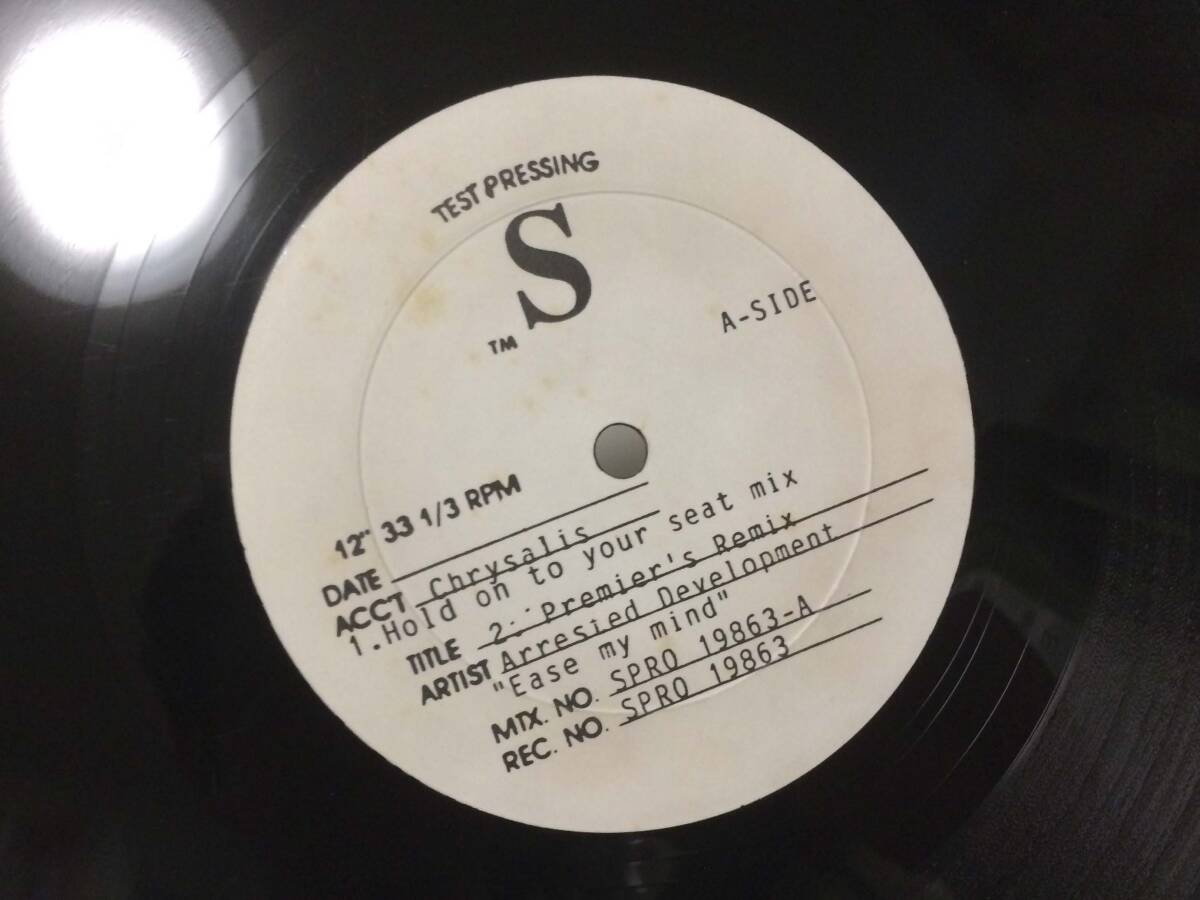 TEST PRESSING
S
TM
A-SIDE
12" 33 1/3 RPM
DATE
ACCT Chrysalis
1. Hold on to your seat mix
TITLE 2. Premier's Remix
ARTIST Arresied Development
"Ease my mind"
MTX. NO. SPRO 19863-A
REC. NO. SPRO 19863